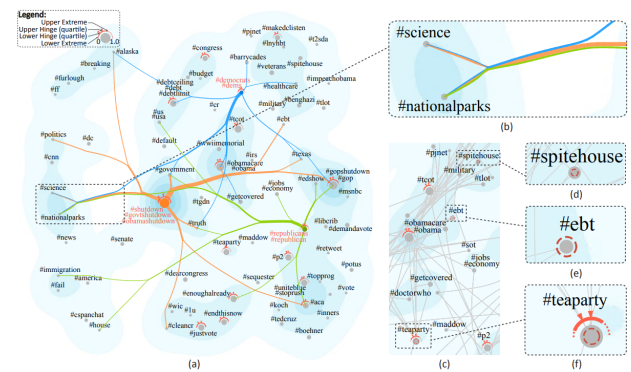 Legend:
Upper Extreme
Upper Hinge (quartile)
Lower Hinge (quartile)
Lower Extreme
0 1.0
#alaska
#breaking
#furlough
#ff
#politics
#dc
#cnn
#science
#nationalparks
#news
#senate
#immigration
#america
#fail
#cspanchat
#house
#congress
#budget
#debtceiling
#debt
#debtlimit
#us
#usa
#default
#government
#shutdown
#govtshutdown
#obamashutdown
#truth
#tgdn
#getcovered
#cr
#tcot
#wwiimemorial
#irs
#obamacare
#obama
#pjnet
#makedclisten
#lnyhbt
#t2sda
#barrycades
#veterans
#spitehouse
#democrats
#dems
#healthcare
#impeachobama
#benghazi
#military
#tlot
#ebt
#texas
#gopshutdown
#edshow
#gop
#msnbc
#jobs
#economy
#libcrib
#demandavote
#republicans
#republican
#retweet
#teaparty
#maddow
#p2
#potus
#dearcongress
#sequester
#topprog
#uniteblue
#stoprush
#vote
#enoughalready
#koch
#aca
#wic
#1u
#endthisnow
#tedcruz
#inners
#cleancr
#justvote
#boehner
(a)
#science
#nationalparks
(b)
#pjnet
#spitehouse
#military
#tcot
#tlot
#ebt
#obamacare
#obama
#sot
#jobs
#economy
#getcovered
#doctorwho
#teaparty
#maddow
#p2
(c)
#spitehouse
(d)
#ebt
(e)
#teaparty
(f)